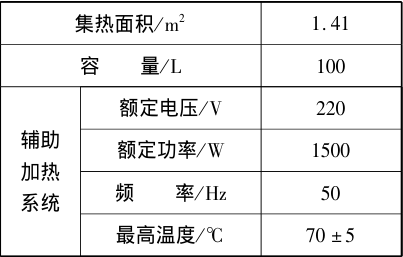 集热面积/m² 1.41
容 量/L 100
辅助加热系统
额定电压/V 220
额定功率/W 1500
频 率/Hz 50
最高温度/℃ 70±5